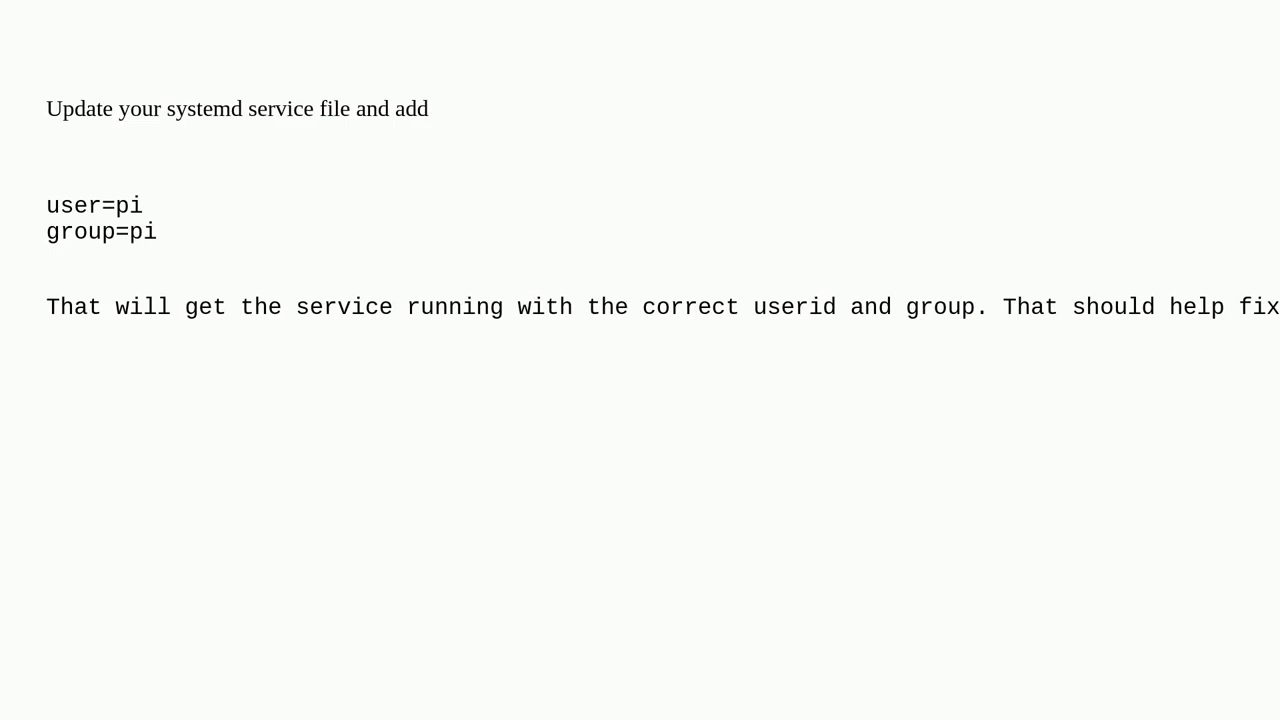 Update your systemd service file and add
user=pi
group=pi
That will get the service running with the correct userid and group. That should help fix